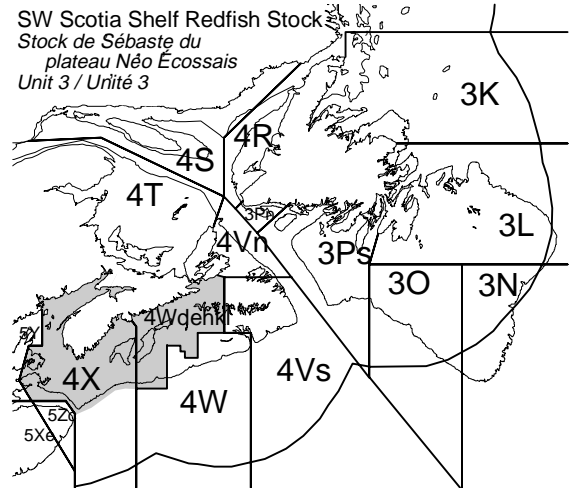 SW Scotia Shelf Redfish Stock
Stock de Sébaste du
plateau Néo Écossais
Unit 3 / Unité 3
3K
4R
4S
4T
3Pn
3L
4Vn
3Ps
3O
3N
4Wdehkl
5Y
4X
4W
4Vs
5Zc
5Ze